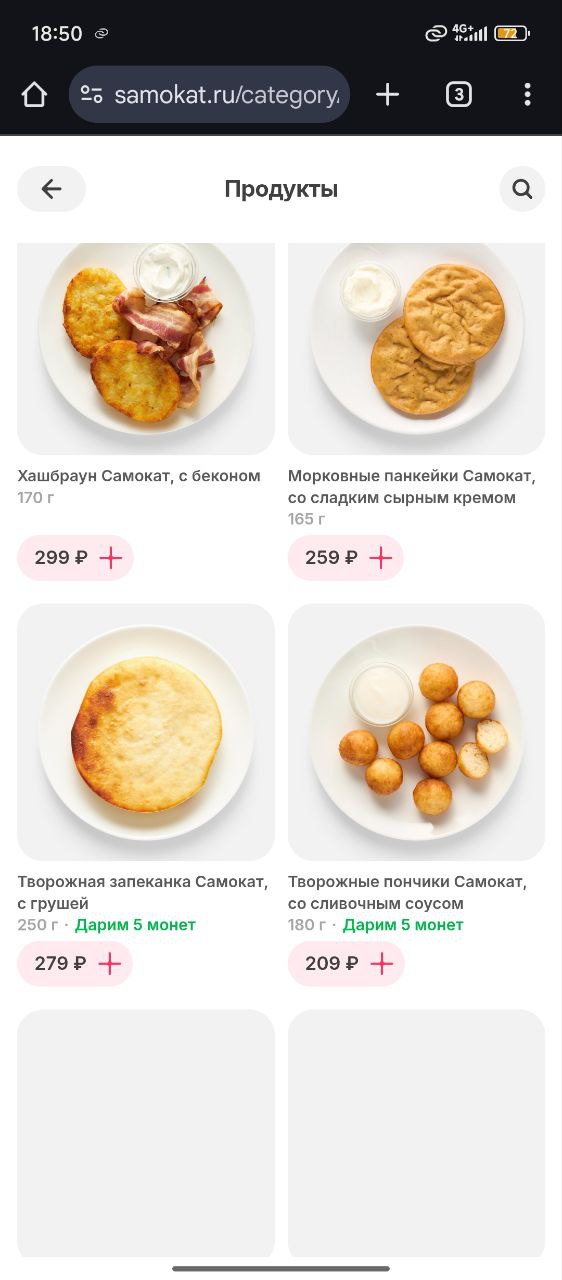 18:50
4G+
72
samokat.ru/category
3
Продукты
Хашбраун Самокат, с беконом
170 г
299 ₽
Морковные панкейки Самокат,
со сладким сырным кремом
165 г
259 ₽
Творожная запеканка Самокат,
с грушей
250 г · Дарим 5 монет
279 ₽
Творожные пончики Самокат,
со сливочным соусом
180 г · Дарим 5 монет
209 ₽